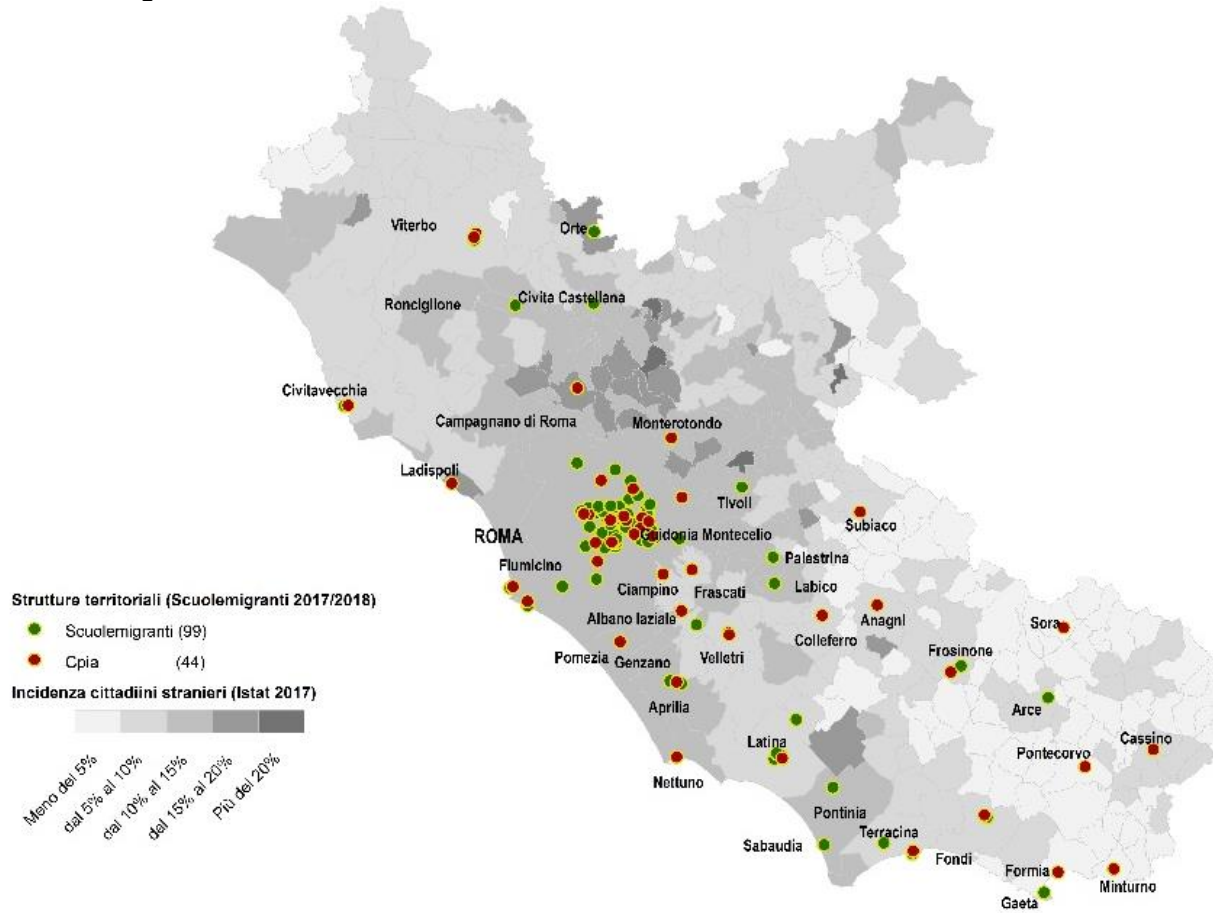 Viterbo
Orte
Ronciglione
Civita Castellana
Civitavecchia
Campagnano di Roma
Monterotondo
Ladispoli
Tivoli
Subiaco
ROMA
Guidonia Montecelio
Palestrina
Fiumicino
Ciampino
Frascati
Labico
Albano laziale
Colleferro
Anagni
Sora
Pomezia
Genzano
Velletri
Frosinone
Aprilia
Arce
Latina
Pontecorvo
Cassino
Nettuno
Pontinia
Sabaudia
Terracina
Fondi
Formia
Minturno
Gaeta
Strutture territoriali (Scuolemigranti 2017/2018)
Scuolemigranti (99)
Cpia (44)
Incidenza cittadiini stranieri (Istat 2017)
Meno del 5%
dal 5% al 10%
dal 10% al 15%
dal 15% al 20%
Più del 20%